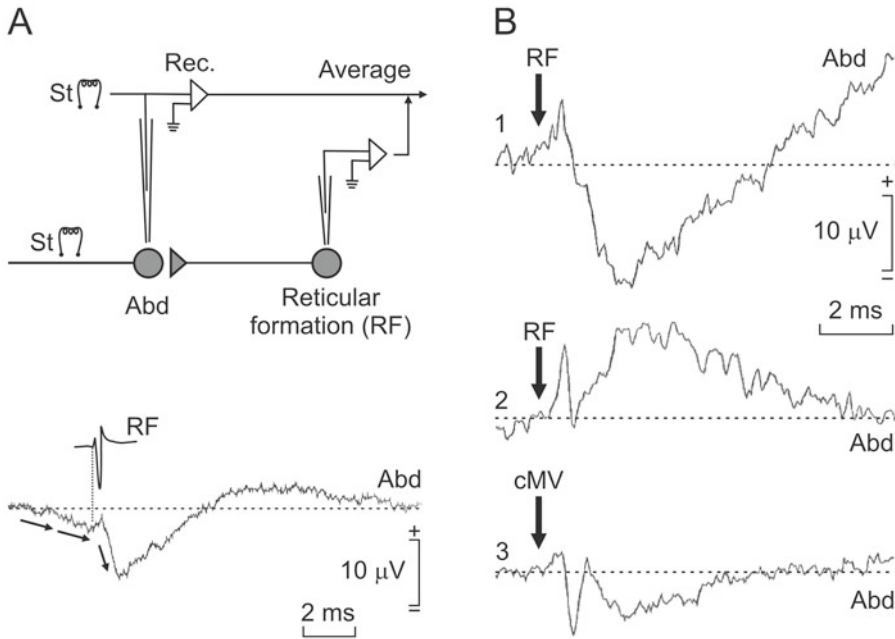 A
St
Rec.
Average
St
Abd
Reticular
formation (RF)
RF
Abd
+
10 µV
=
2 ms
B
RF
Abd
1
+
10 µV
=
2 ms
RF
2
Abd
cMV
3
Abd